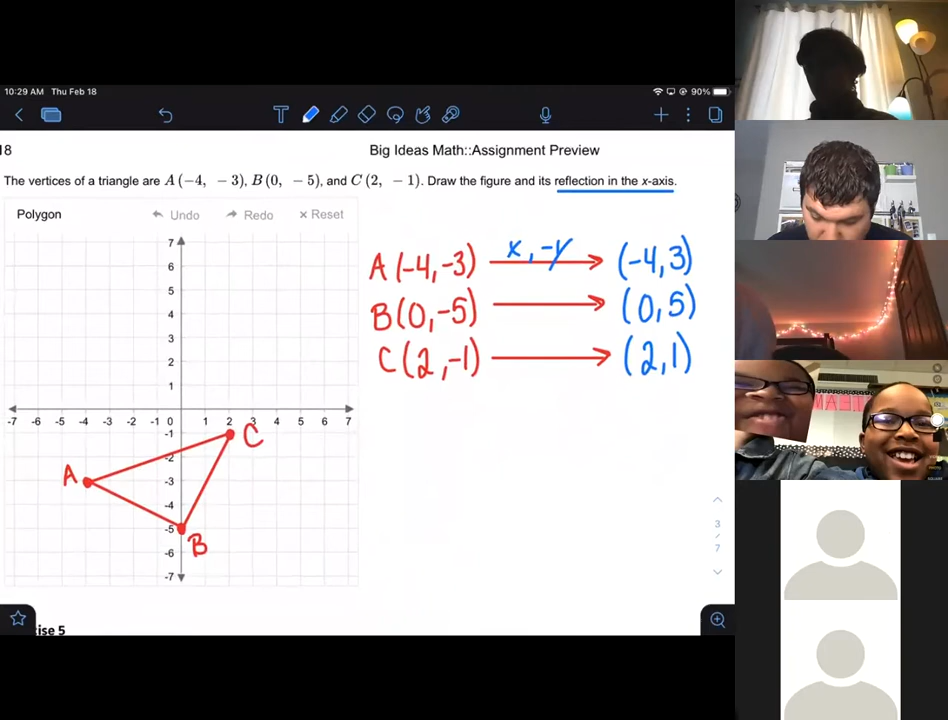 10:29 AM Thu Feb 18 90%
T
18 Big Ideas Math::Assignment Preview
The vertices of a triangle are A (−4, − 3), B (0, − 5), and C (2, − 1). Draw the figure and its reflection in the x-axis.
Polygon Undo Redo × Reset
7
6
5
4
3
2
1
-7 -6 -5 -4 -3 -2 -1 0 1 2 3 4 5 6 7
-1
-2
-3
-4
-5
-6
-7
A
B
C
x, -y
A (-4, -3) (-4, 3)
B (0, -5) (0, 5)
C (2, -1) (2, 1)
3
/
7
ise 5